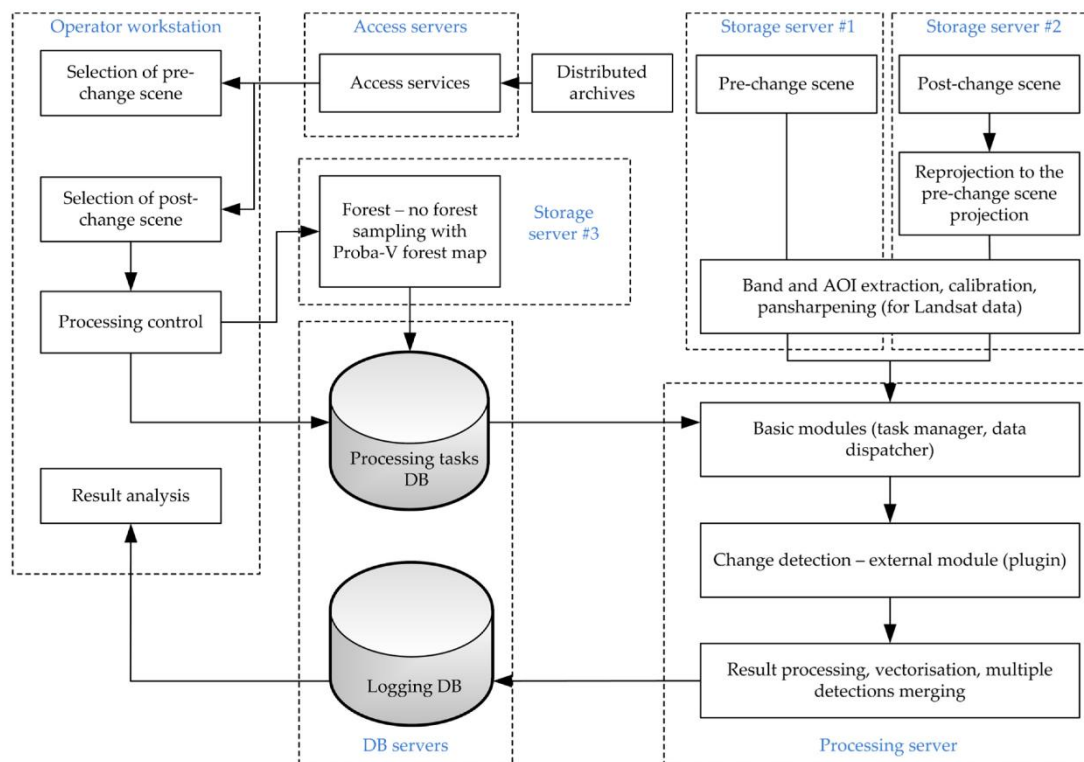 Operator workstation
Access servers
Storage server #1
Storage server #2
Selection of pre-
change scene
Access services
Distributed
archives
Pre-change scene
Post-change scene
Selection of post-
change scene
Forest – no forest
sampling with
Proba-V forest map
Storage
server #3
Reprojection to the
pre-change scene
projection
Processing control
Band and AOI extraction, calibration,
pansharpening (for Landsat data)
Processing tasks
DB
Basic modules (task manager, data
dispatcher)
Result analysis
Change detection – external module (plugin)
Logging DB
Result processing, vectorisation, multiple
detections merging
DB servers
Processing server